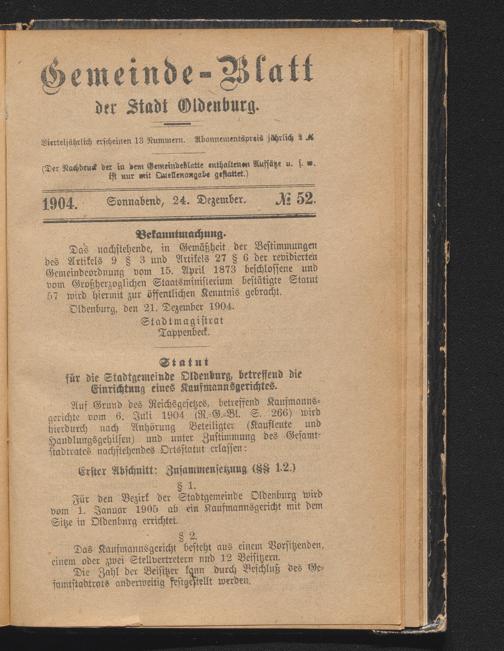 Gemeinde-Blatt
der Stadt Oldenburg.
Vierteljährlich erscheinen 13 Nummern. Abonnementspreis jährlich 2 ℳ
(Der Nachdruck der in dem Gemeindeblatte enthaltenen Aufsätze u. s. w.
ist nur mit Quellenangabe gestattet.)
1904. Sonnabend, 24. Dezember. № 52.
Bekanntmachung.
Das nachstehende, in Gemäßheit der Bestimmungen
des Artikels 9 § 3 und Artikels 27 § 6 der revidierten
Gemeindeordnung vom 15. April 1873 beschlossene und
vom Großherzoglichen Staatsministerium bestätigte Statut
57 wird hiermit zur öffentlichen Kenntnis gebracht.
Oldenburg, den 21. Dezember 1904.
Stadtmagistrat
Tappenbeck.
Statut
für die Stadtgemeinde Oldenburg, betreffend die
Einrichtung eines Kaufmannsgerichtes.
Auf Grund des Reichsgesetzes, betreffend Kaufmanns-
gerichte vom 6. Juli 1904 (R.-G.-Bl. S. 266) wird
hierdurch nach Anhörung Beteiligter (Kaufleute und
Handlungsgehilfen) und unter Zustimmung des Gesamt-
stadtrates nachstehendes Ortsstatut erlassen:
Erster Abschnitt: Zusammensetzung (§§ 1.2.)
§ 1.
Für den Bezirk der Stadtgemeinde Oldenburg wird
vom 1. Januar 1905 ab ein Kaufmannsgericht mit dem
Sitze in Oldenburg errichtet.
§ 2.
Das Kaufmannsgericht besteht aus einem Vorsitzenden,
einem oder zwei Stellvertretern und 12 Beisitzern.
Die Zahl der Beisitzer kann durch Beschluß des Ge-
samtstadtrats anderweitig festgestellt werden.